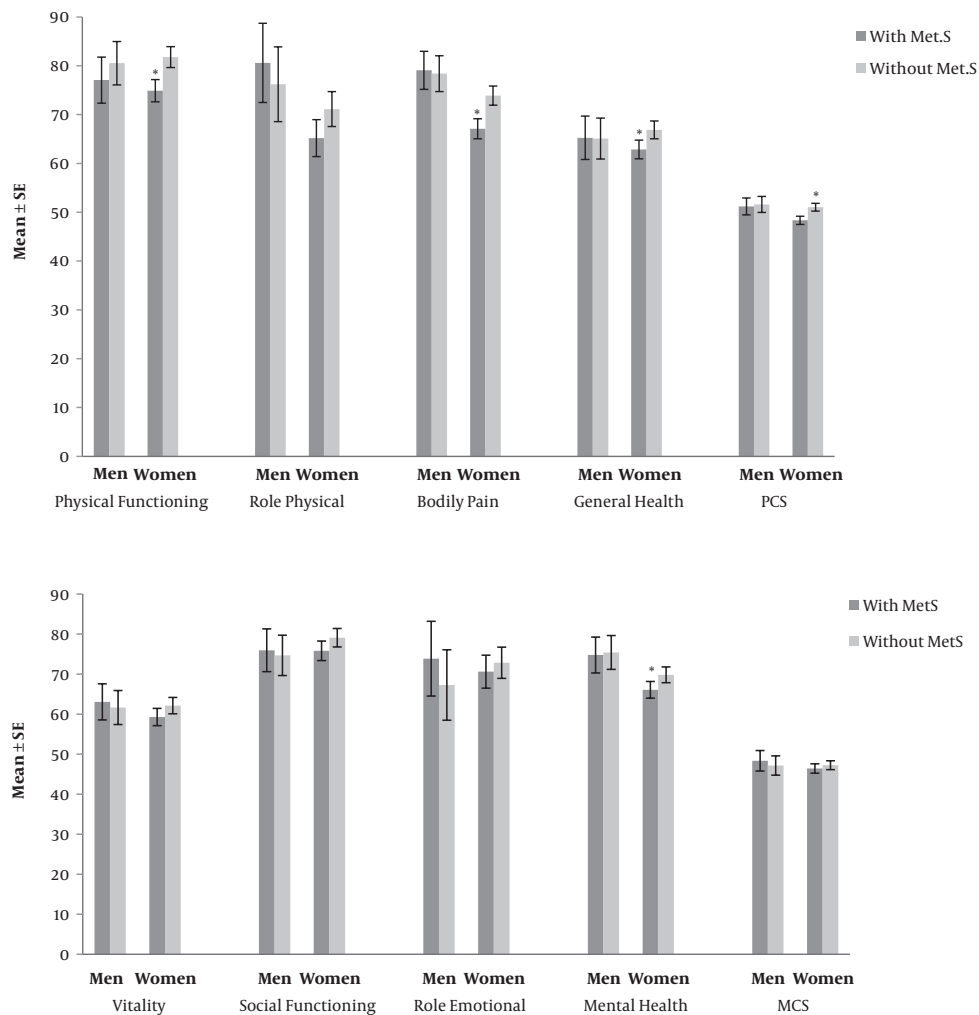 90
80
70
60
50
40
30
20
10
0
Mean ± SE
With Met.S
Without Met.S
*
*
*
*
Men Women Men Women Men Women Men Women Men Women
Physical Functioning Role Physical Bodily Pain General Health PCS
90
80
70
60
50
40
30
20
10
0
Mean ± SE
With MetS
Without MetS
*
Men Women Men Women Men Women Men Women Men Women
Vitality Social Functioning Role Emotional Mental Health MCS